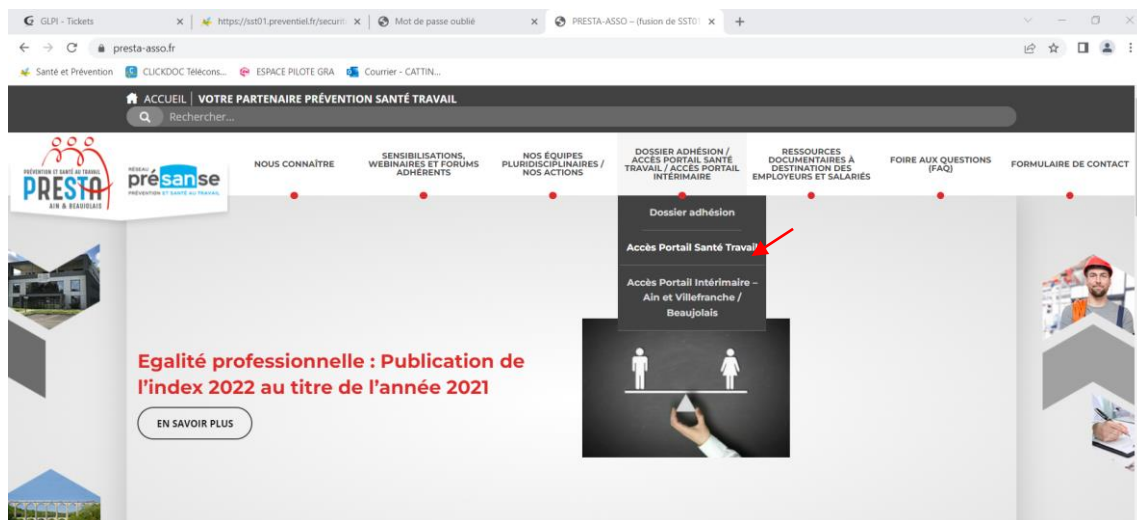 GLPI - Tickets
https://sst01.preventiel.fr/securit
Mot de passe oublié
PRESTA-ASSO – (fusion de SST0
presta-asso.fr
Santé et Prévention
CLICKDOC Télécons...
ESPACE PILOTE GRA
Courrier - CATTIN...
ACCUEIL | VOTRE PARTENAIRE PRÉVENTION SANTÉ TRAVAIL
Rechercher...
PRÉVENTION ET SANTÉ AU TRAVAIL
PRESTA
AIN & BEAUJOLAIS
RÉSEAU
présanse
PRÉVENTION ET SANTÉ AU TRAVAIL
NOUS CONNAÎTRE
SENSIBILISATIONS,
WEBINAIRES ET FORUMS
ADHÉRENTS
NOS ÉQUIPES
PLURIDISCIPLINAIRES /
NOS ACTIONS
DOSSIER ADHÉSION /
ACCÈS PORTAIL SANTÉ
TRAVAIL / ACCÈS PORTAIL
INTÉRIMAIRE
RESSOURCES
DOCUMENTAIRES À
DESTINATION DES
EMPLOYEURS ET SALARIÉS
FOIRE AUX QUESTIONS
(FAQ)
FORMULAIRE DE CONTACT
Dossier adhésion
Accès Portail Santé Travail
Accès Portail Intérimaire –
Ain et Villefranche /
Beaujolais
Egalité professionnelle : Publication de
l’index 2022 au titre de l’année 2021
EN SAVOIR PLUS